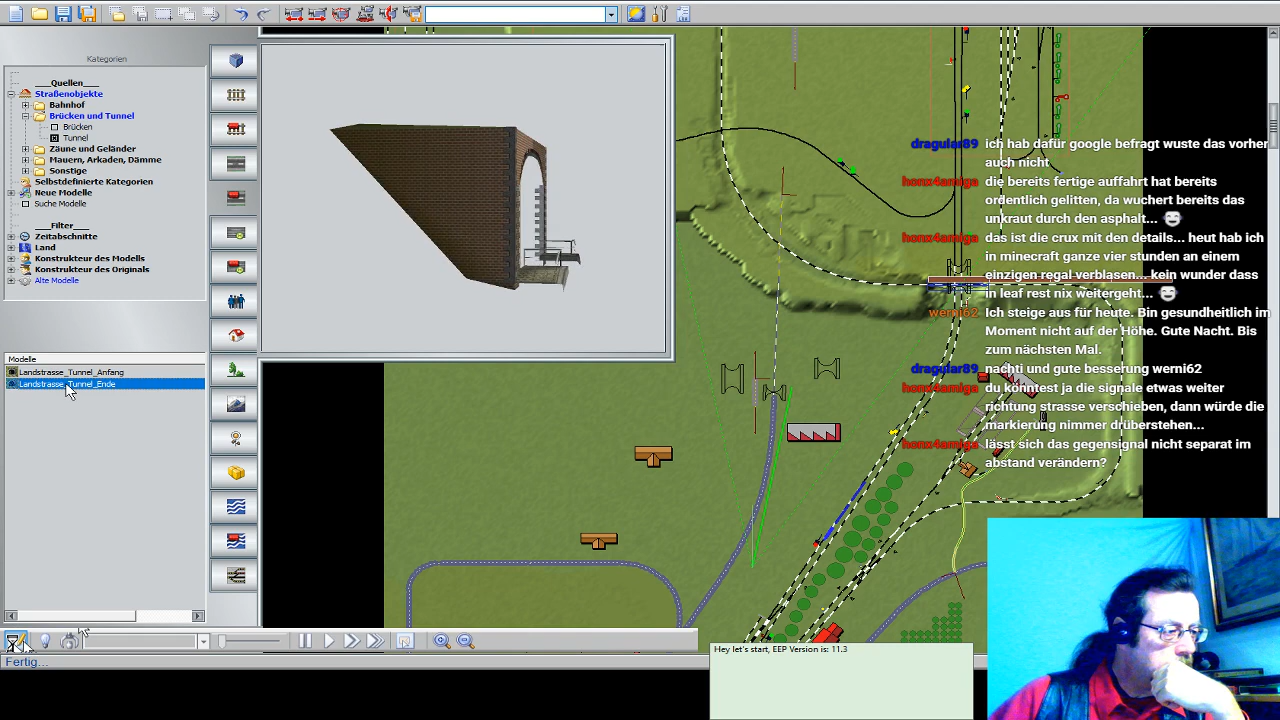 Kategorien
___Quellen
Straßenobjekte
Bahnhof
Brücken und Tunnel
Brücken
Tunnel
Zäune und Geländer
Mauern, Arkaden, Dämme
Sonstige
Selbstdefinierte Kategorien
Neue Modelle
Suche Modelle
___Filter___
Zeitabschnitte
Land
Konstrukteur des Modells
Konstrukteur des Originals
Alte Modelle
Modelle
Landstrasse_Tunnel_Anfang
Landstrasse_Tunnel_Ende
Fertig...
dragular89 ich hab dafür google befragt wuste das vorher
auch nicht
honx4amiga die bereits fertige auffahrt hat bereits
ordentlich gelitten, da wuchert bereits das
unkraut durch den asphalt...
honx4amiga das ist die crux mit den details... heut hab ich
in minecraft ganze vier stunden an einem
einzigen regal verblasen... kein wunder dass
in leaf rest nix weitergeht...
werni62 Ich steige aus für heute. Bin gesundheitlich im
Moment nicht auf der Höhe. Gute Nacht. Bis
zum nächsten Mal.
dragular89 nachti und gute besserung werni62
honx4amiga du könntest ja die signale etwas weiter
richtung strasse verschieben, dann würde die
markierung nimmer drüberstehen...
honx4amiga lässt sich das gegensignal nicht separat im
abstand verändern?
Hey let's start, EEP Version is: 11.3